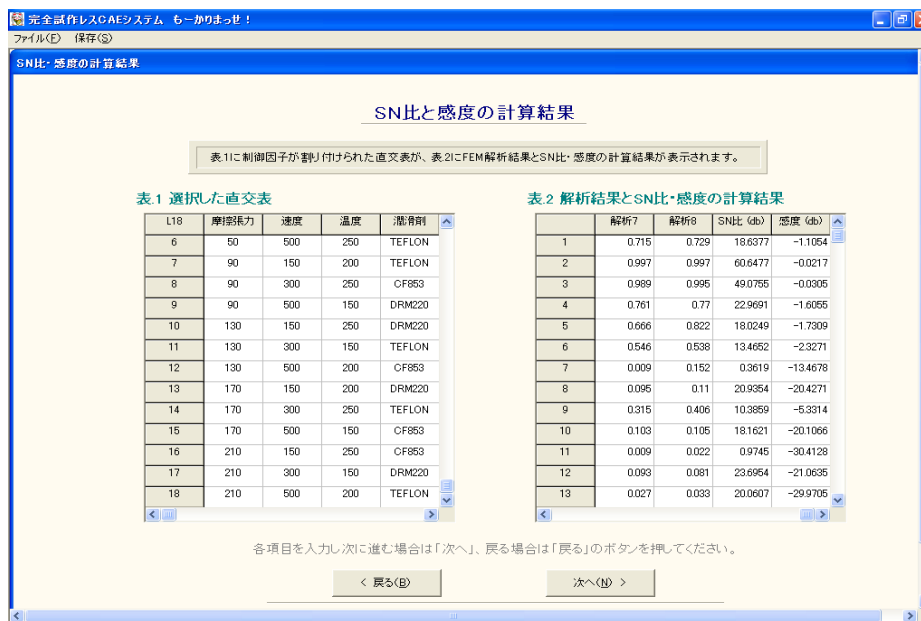 完全試作レスCAEシステム もーかりまっせ！
ファイル(F) 保存(S)
SN比・感度の計算結果
SN比と感度の計算結果
表.1に制御因子が割り付けられた直交表が、表.2にFEM解析結果とSN比・感度の計算結果が表示されます。
表.1 選択した直交表
L18 摩擦張力 速度 温度 潤滑剤
6 50 500 250 TEFLON
7 90 150 200 TEFLON
8 90 300 250 CF853
9 90 500 150 DRM220
10 130 150 250 DRM220
11 130 300 150 TEFLON
12 130 500 200 CF853
13 170 150 200 DRM220
14 170 300 250 TEFLON
15 170 500 150 CF853
16 210 150 250 CF853
17 210 300 150 DRM220
18 210 500 200 TEFLON
表.2 解析結果とSN比・感度の計算結果
解析7 解析8 SN比 (db) 感度 (db)
1 0.715 0.729 18.6377 -1.1054
2 0.997 0.997 60.6477 -0.0217
3 0.989 0.995 49.0755 -0.0305
4 0.761 0.77 22.9691 -1.6055
5 0.666 0.822 18.0249 -1.7309
6 0.546 0.538 13.4652 -2.3271
7 0.009 0.152 0.3619 -13.4678
8 0.095 0.11 20.9354 -20.4271
9 0.315 0.406 10.3859 -5.3314
10 0.103 0.105 18.1621 -20.1066
11 0.009 0.022 0.9745 -30.4128
12 0.093 0.081 23.6954 -21.0635
13 0.027 0.033 20.0607 -29.9705
各項目を入力し次に進む場合は「次へ」、戻る場合は「戻る」のボタンを押してください。
< 戻る(B)
次へ(N) >